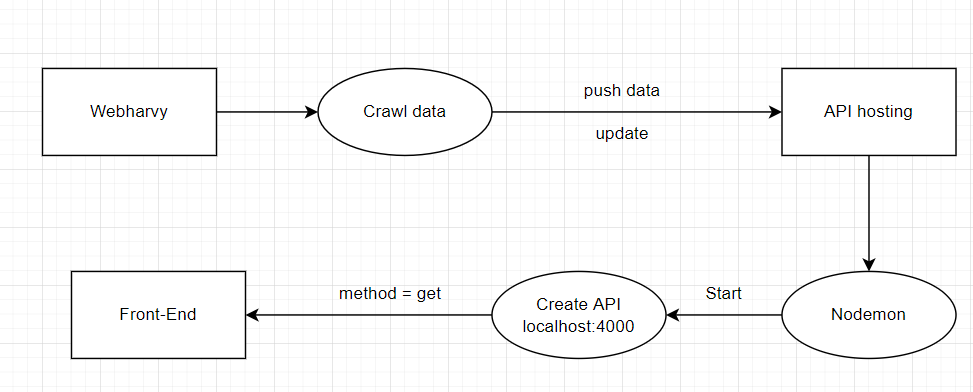 Webharvy
Crawl data
push data
update
API hosting
Front-End
method = get
Create API
localhost:4000
Start
Nodemon